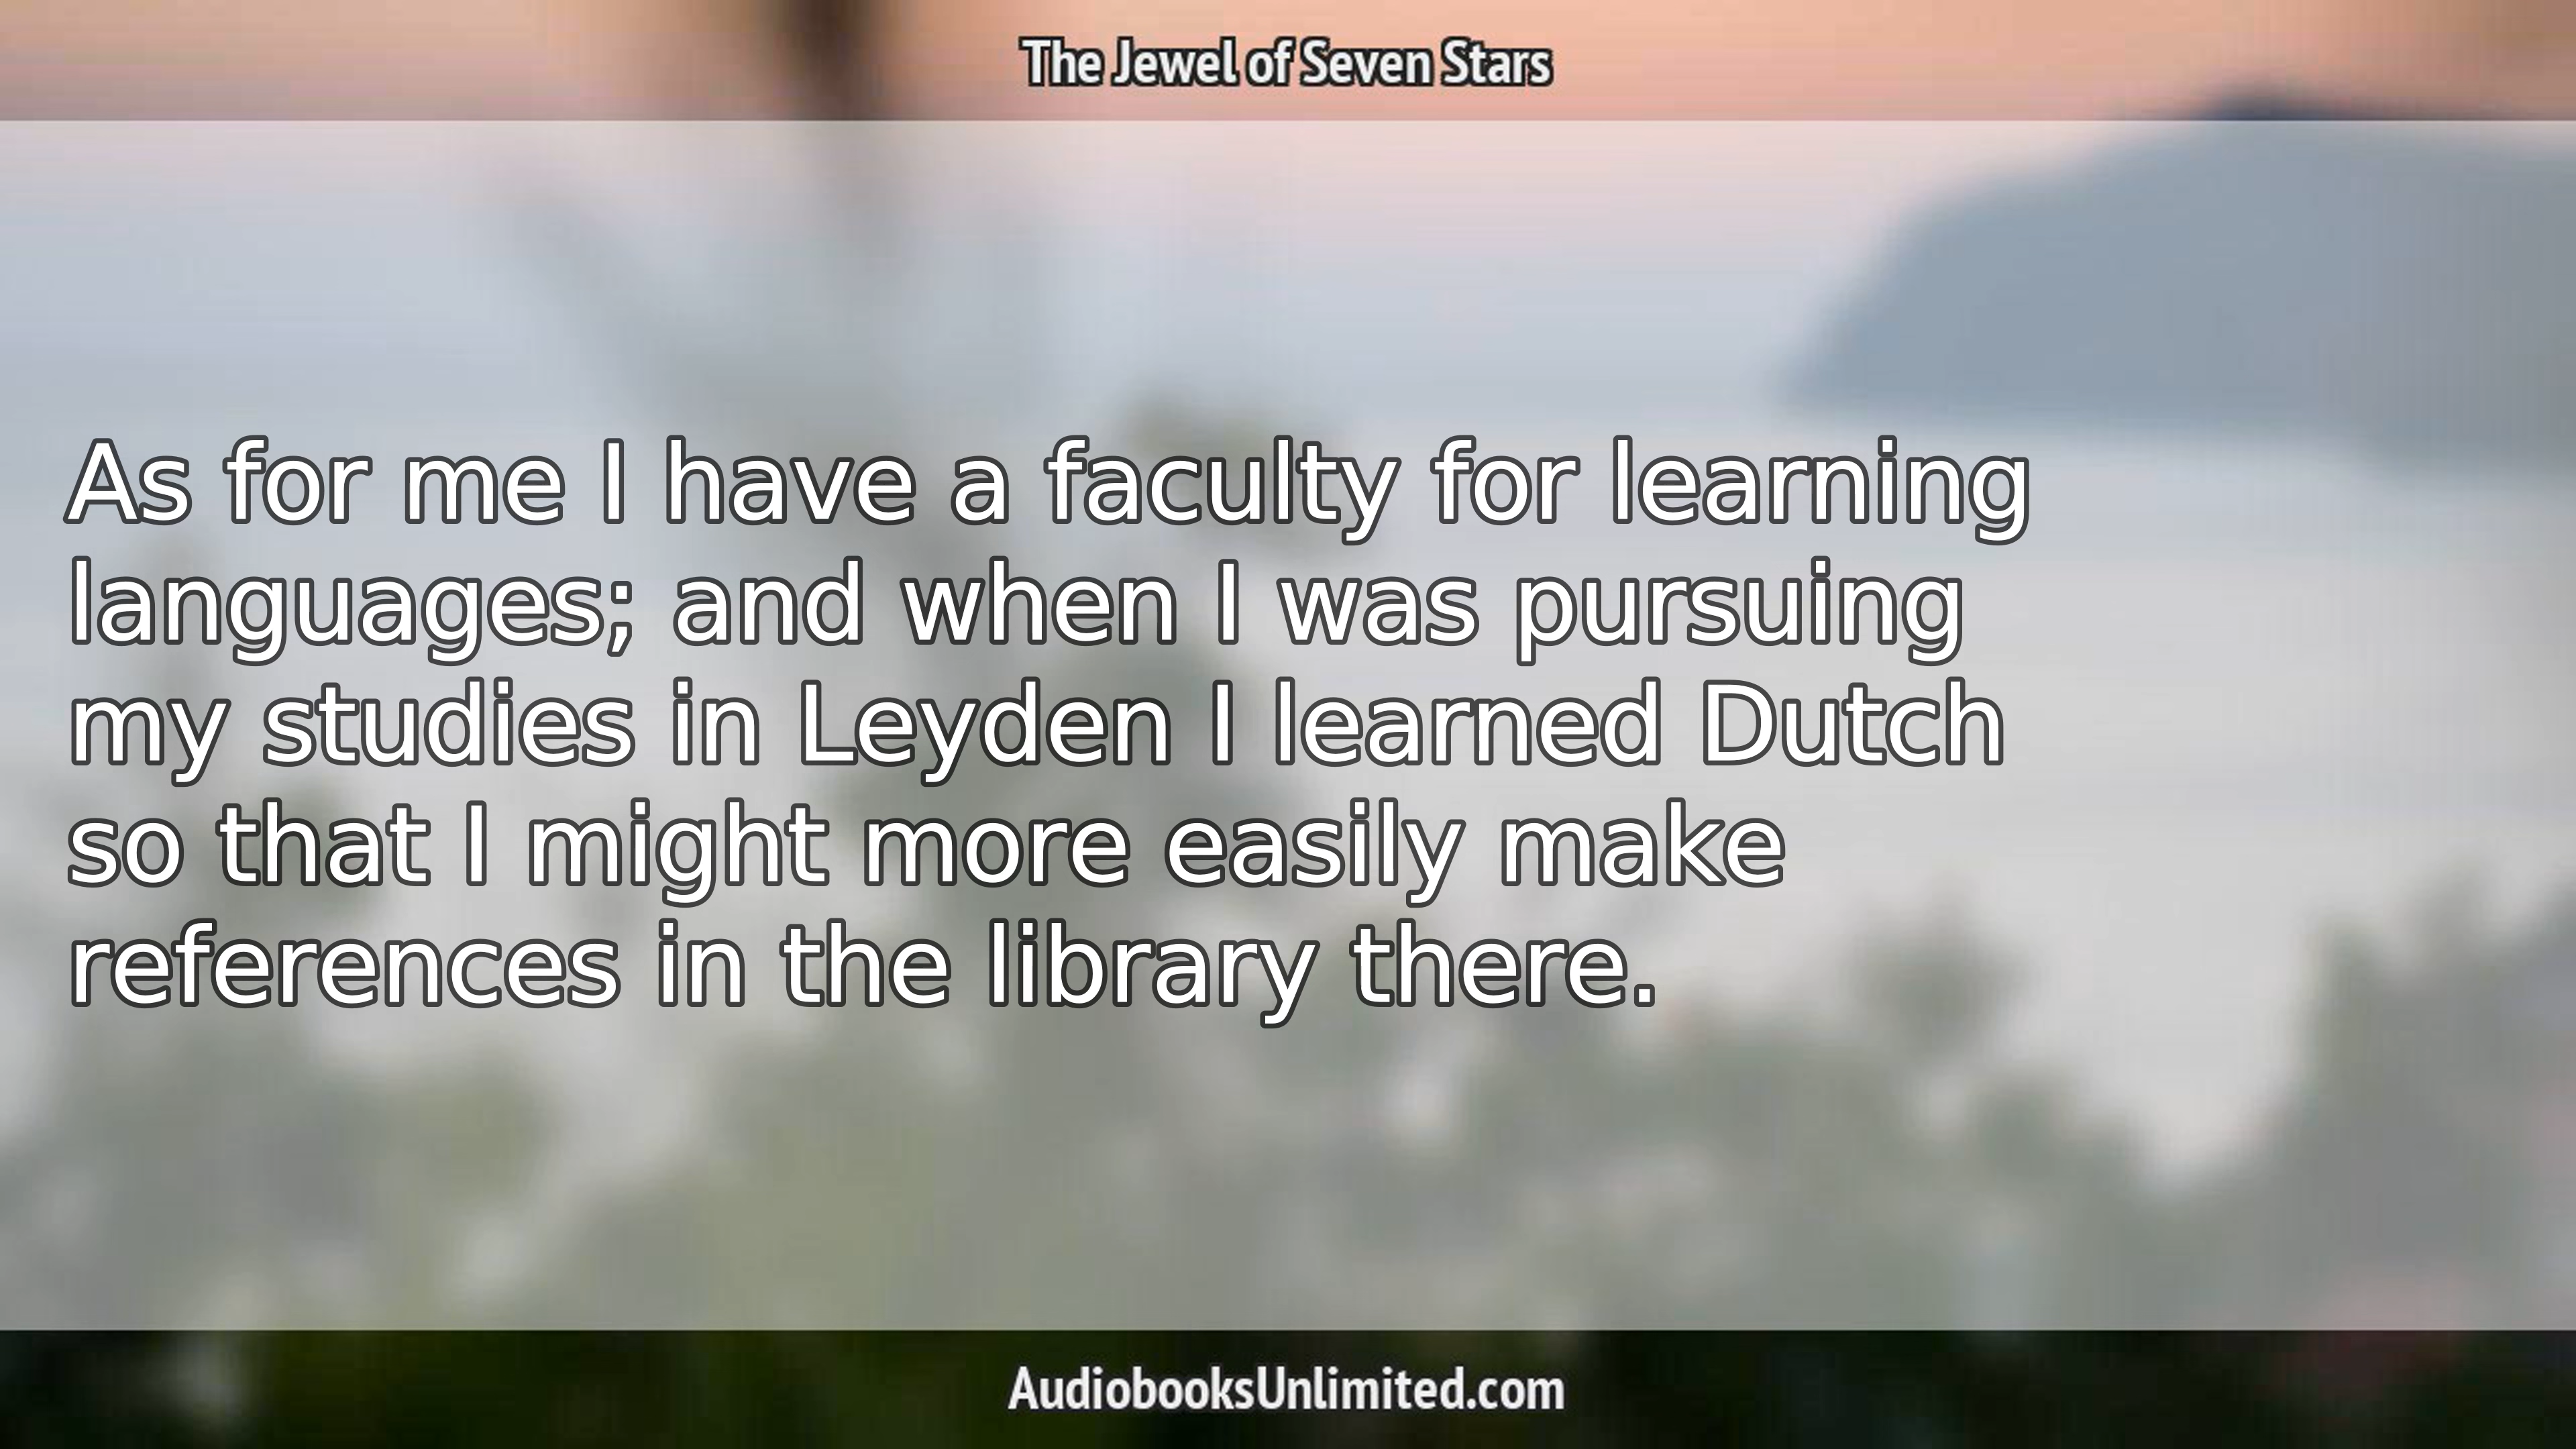 The Jewel of Seven Stars
As for me I have a faculty for learning
languages; and when I was pursuing
my studies in Leyden I learned Dutch
so that I might more easily make
references in the library there.
AudiobooksUnlimited.com